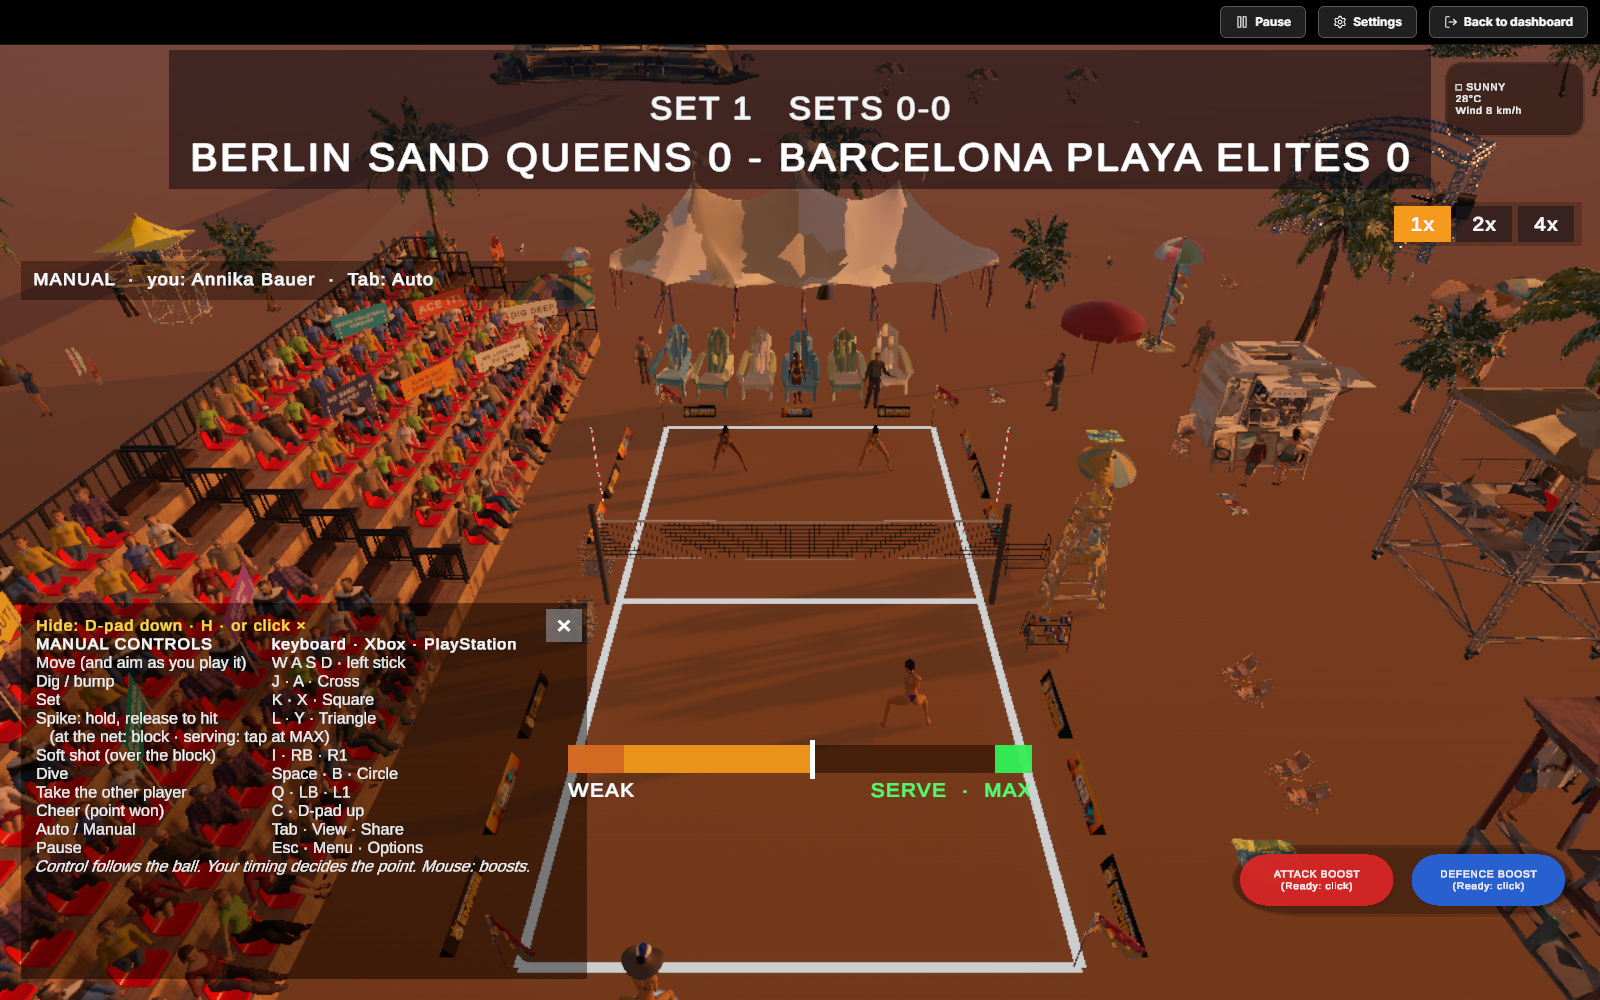 Pause
Settings
Back to dashboard
SET 1 SETS 0-0
BERLIN SAND QUEENS 0 - BARCELONA PLAYA ELITES 0
SUNNY
28°C
Wind 8 km/h
1x
2x
4x
MANUAL · you: Annika Bauer · Tab: Auto
ACE IT
DIG DEEP
Hide: D-pad down · H · or click ×
MANUAL CONTROLS keyboard · Xbox · PlayStation
Move (and aim as you play it) W A S D · left stick
Dig / bump J · A · Cross
Set K · X · Square
Spike: hold, release to hit L · Y · Triangle
(at the net: block · serving: tap at MAX)
Soft shot (over the block) I · RB · R1
Dive Space · B · Circle
Take the other player Q · LB · L1
Cheer (point won) C · D-pad up
Auto / Manual Tab · View · Share
Pause Esc · Menu · Options
Control follows the ball. Your timing decides the point. Mouse: boosts.
×
WEAK
SERVE · MAX
ATTACK BOOST
(Ready: click)
DEFENCE BOOST
(Ready: click)